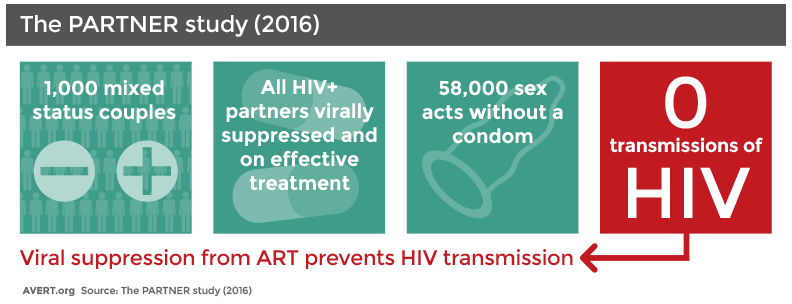 The PARTNER study (2016)
1,000 mixed
status couples
All HIV+
partners virally
suppressed and
on effective
treatment
58,000 sex
acts without a
condom
0
transmissions of
HIV
Viral suppression from ART prevents HIV transmission
AVERT.org Source: The PARTNER study (2016)